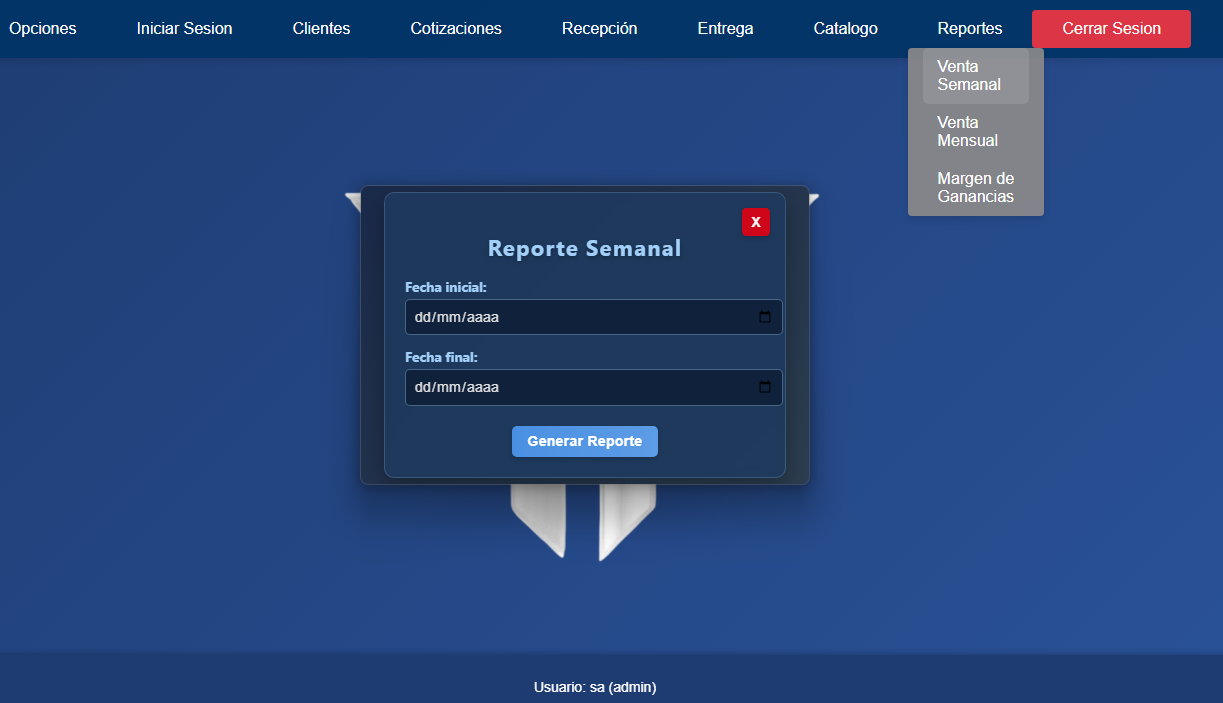 Opciones Iniciar Sesion Clientes Cotizaciones Recepción Entrega Catalogo Reportes Cerrar Sesion
Venta
Semanal
Venta
Mensual
Margen de
Ganancias
X
Reporte Semanal
Fecha inicial:
dd/mm/aaaa
Fecha final:
dd/mm/aaaa
Generar Reporte
Usuario: sa (admin)